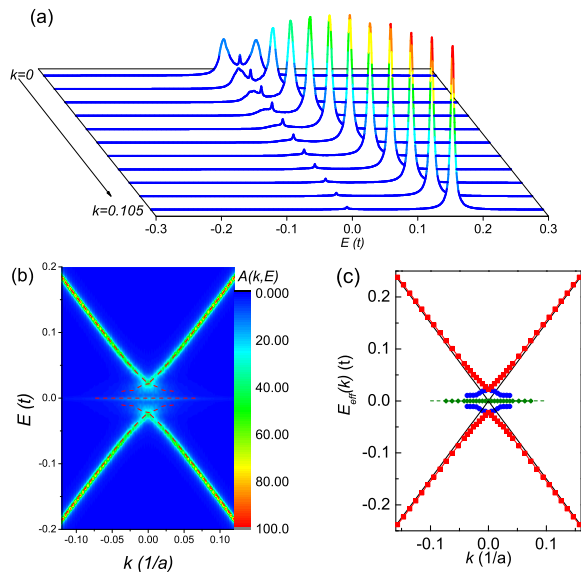 (a)
k=0
k=0.105
-0.3 -0.2 -0.1 0.0 0.1 0.2 0.3
E (t)
(b)
A(k,E)
0.2
0.1
0.0
-0.1
-0.2
E (t)
-0.10 -0.05 0.00 0.05 0.10
k (1/a)
0.000
20.00
40.00
60.00
80.00
100.0
(c)
0.2
0.1
0.0
-0.1
-0.2
E_eff(k) (t)
-0.1 0.0 0.1
k (1/a)